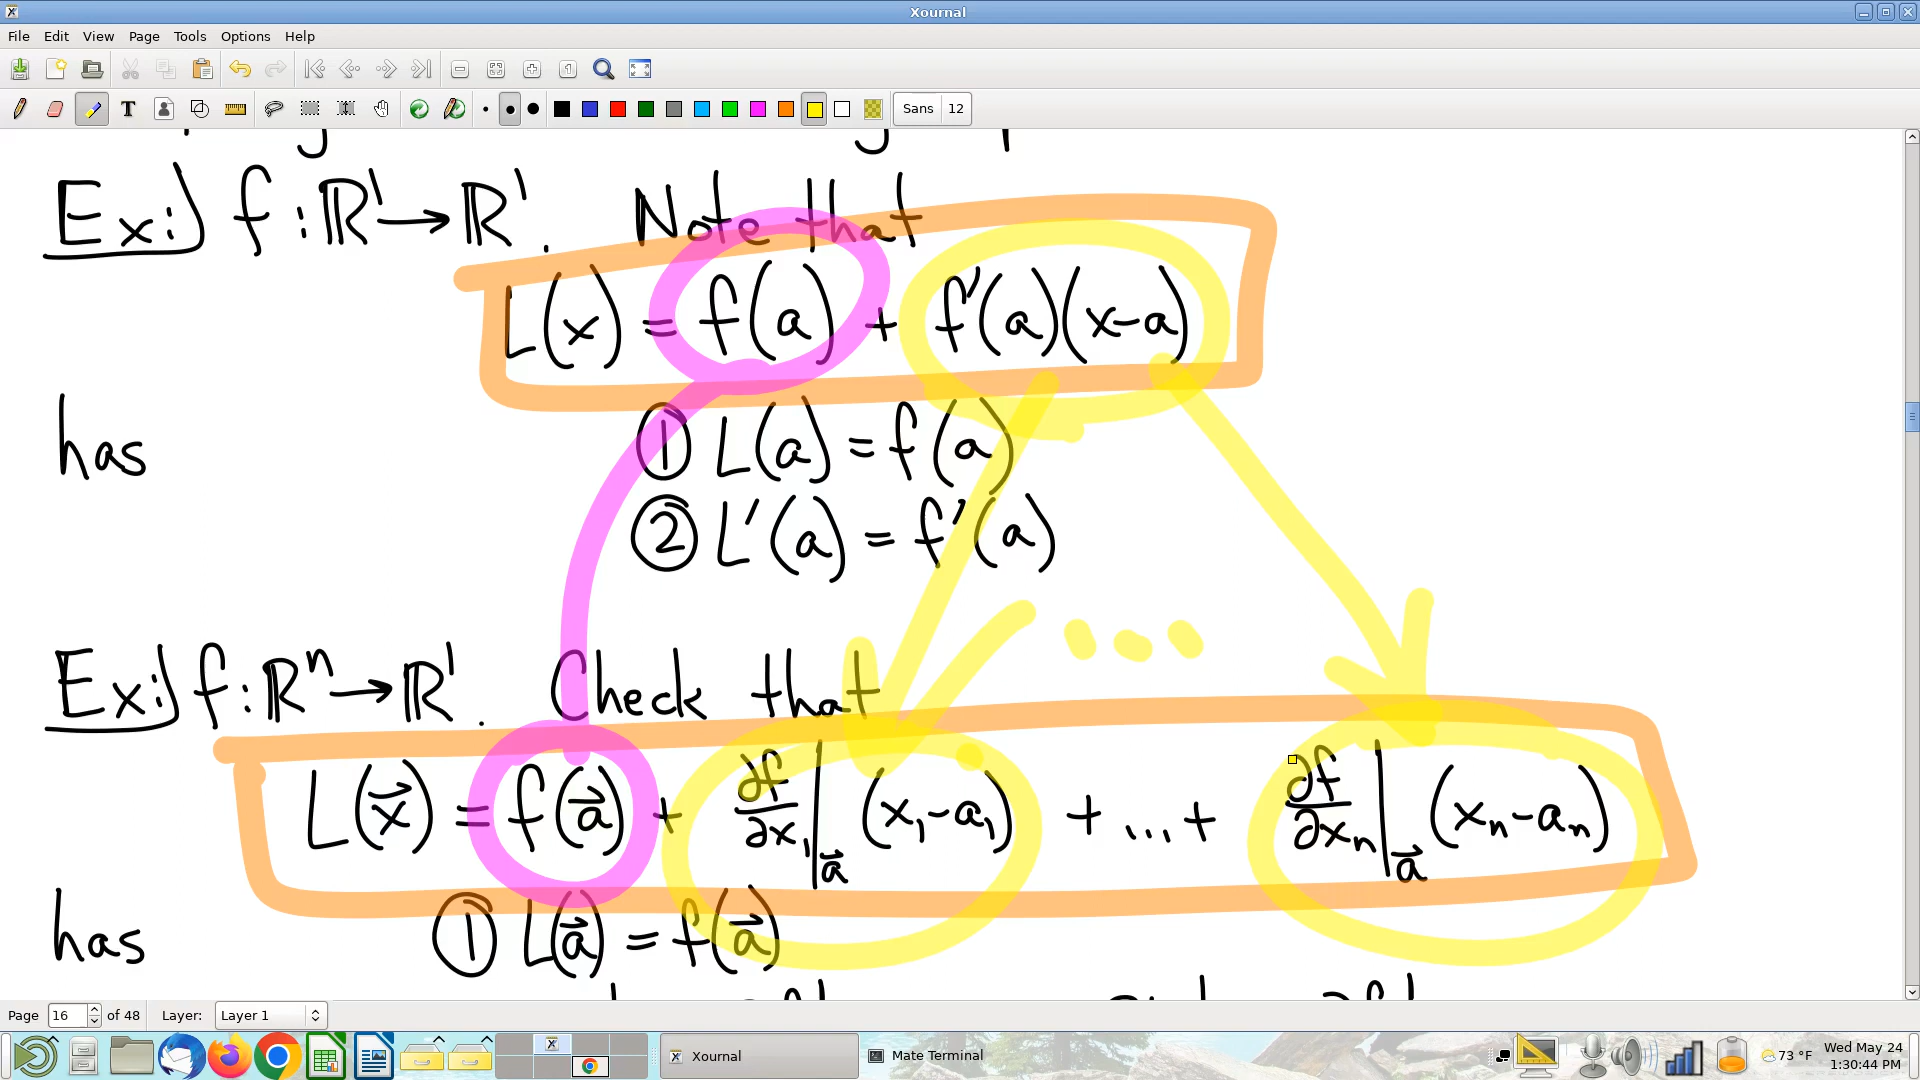 Xournal
File Edit View Page Tools Options Help
Sans 12
Ex:) f : ℝ¹ → ℝ¹. Note that
L(x) = f(a) + f'(a)(x-a)
has ① L(a) = f(a)
② L'(a) = f'(a)
Ex:) f : ℝⁿ → ℝ¹. Check that
L(x⃗) = f(a⃗) + ∂f/∂x₁|a⃗ (x₁-a₁) + ... + ∂f/∂xₙ|a⃗ (xₙ-aₙ)
has ① L(a⃗) = f(a⃗)
Page 16 of 48 Layer: Layer 1
Xournal Mate Terminal 73 °F Wed May 24
1:30:44 PM